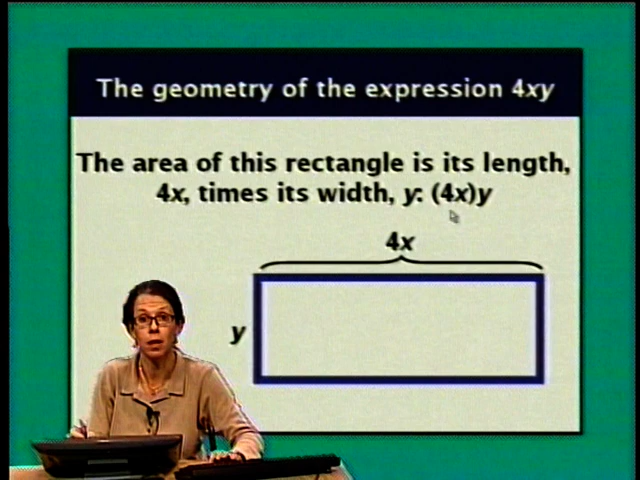 The geometry of the expression 4xy
The area of this rectangle is its length,
4x, times its width, y: (4x)y
4x
y